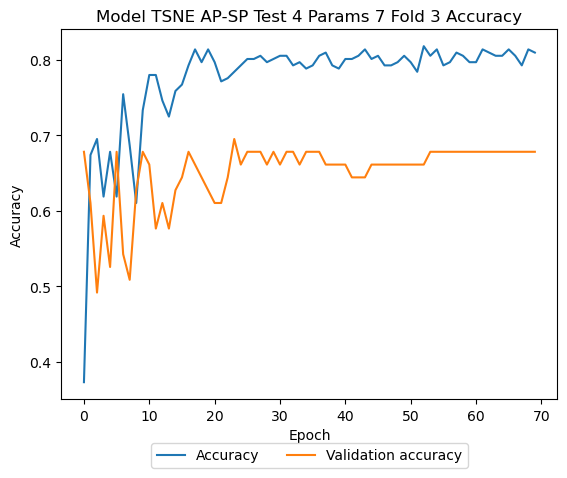 Model TSNE AP-SP Test 4 Params 7 Fold 3 Accuracy
0.8
0.7
0.6
0.5
0.4
Accuracy
0 10 20 30 40 50 60 70
Epoch
Accuracy Validation accuracy